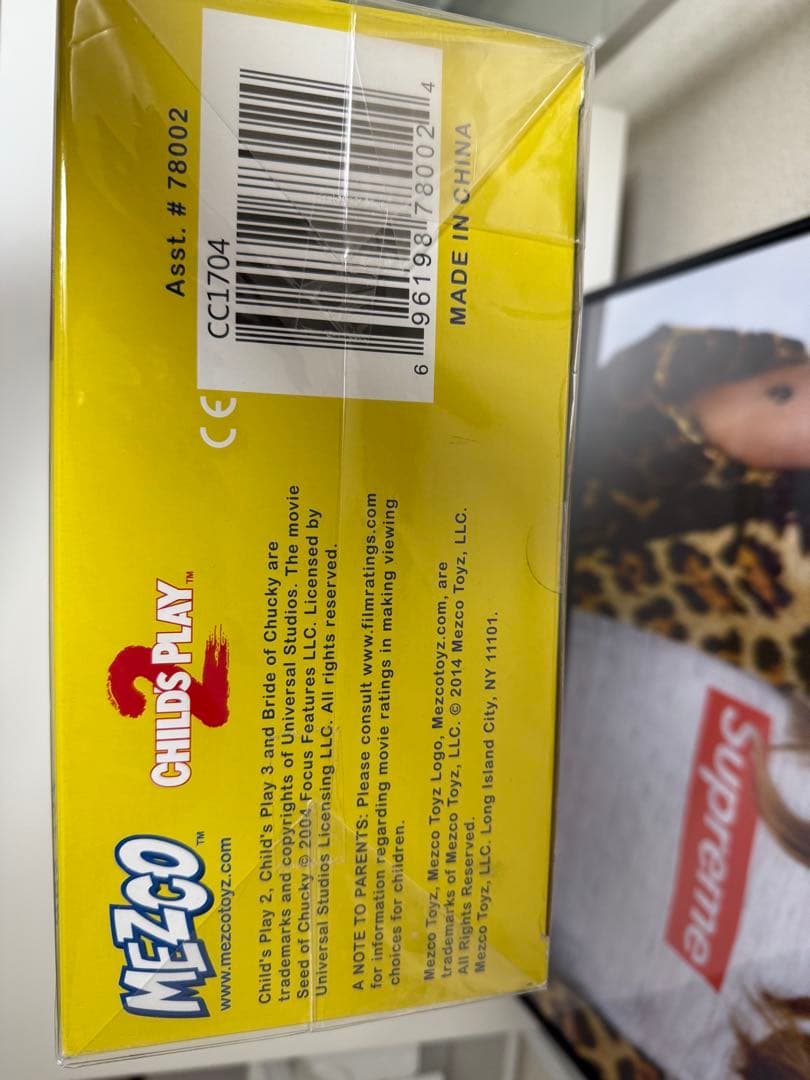 MEZCO™
www.mezcotoyz.com
2
CHILD'S PLAY™
Child's Play 2, Child's Play 3 and Bride of Chucky are
trademarks and copyrights of Universal Studios. The movie
Seed of Chucky © 2004 Focus Features LLC. Licensed by
Universal Studios Licensing LLC. All rights reserved.
A NOTE TO PARENTS: Please consult www.filmratings.com
for information regarding movie ratings in making viewing
choices for children.
Mezco Toyz, Mezco Toyz Logo, Mezcotoyz.com, are
trademarks of Mezco Toyz, LLC. © 2014 Mezco Toyz, LLC.
All Rights Reserved.
Mezco Toyz, LLC. Long Island City, NY 11101.
CE
Asst. # 78002
CC1704
6 96198 78002 4
MADE IN CHINA
Supreme